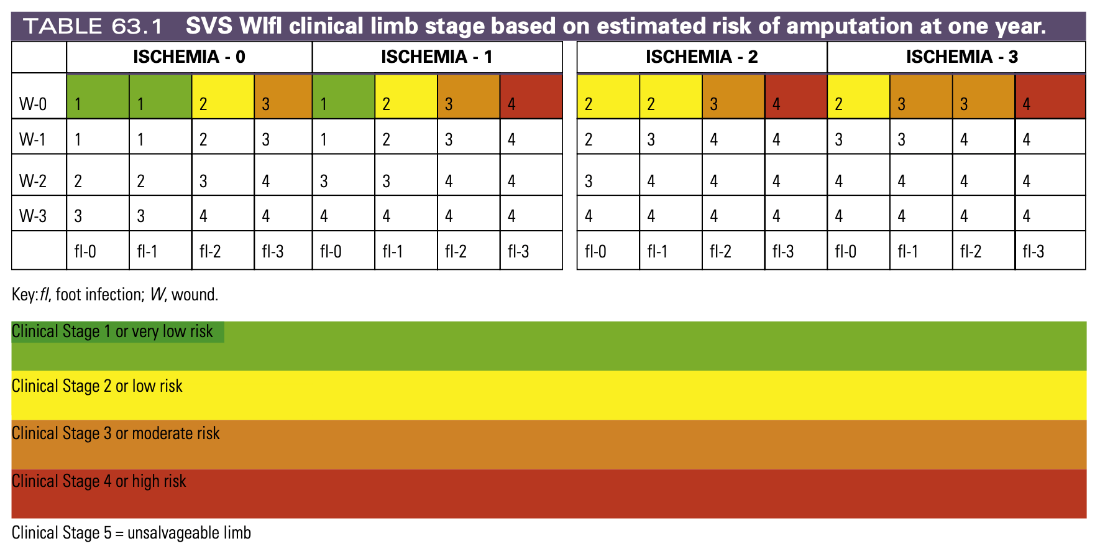 TABLE 63.1 SVS WIfI clinical limb stage based on estimated risk of amputation at one year.
ISCHEMIA - 0 ISCHEMIA - 1 ISCHEMIA - 2 ISCHEMIA - 3
W-0 1 1 2 3 1 2 3 4 2 2 3 4 2 3 3 4
W-1 1 1 2 3 1 2 3 4 2 3 4 4 3 3 4 4
W-2 2 2 3 4 3 3 4 4 3 4 4 4 4 4 4 4
W-3 3 3 4 4 4 4 4 4 4 4 4 4 4 4 4 4
fI-0 fI-1 fI-2 fI-3 fI-0 fI-1 fI-2 fI-3 fI-0 fI-1 fI-2 fI-3 fI-0 fI-1 fI-2 fI-3
Key: fI, foot infection; W, wound.
Clinical Stage 1 or very low risk
Clinical Stage 2 or low risk
Clinical Stage 3 or moderate risk
Clinical Stage 4 or high risk
Clinical Stage 5 = unsalvageable limb